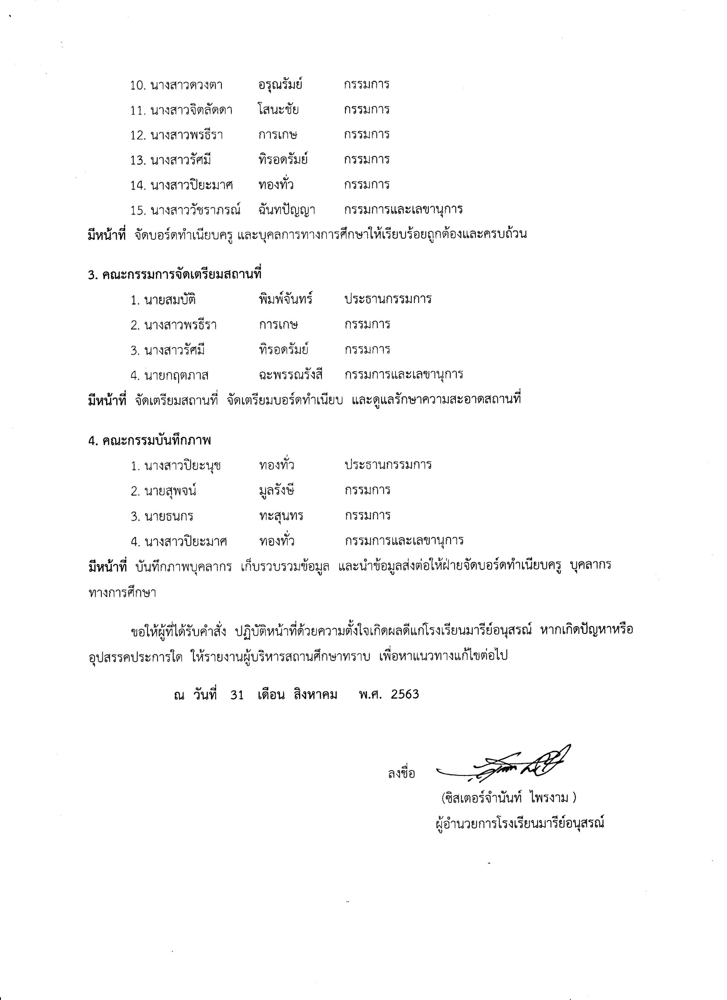 10. นางสาวดวงตา อรุณรัมย์ กรรมการ
11. นางสาวจิตลัดดา โสนะชัย กรรมการ
12. นางสาวพรธีรา การเกษ กรรมการ
13. นางสาวรัศมี ทิรอดรัมย์ กรรมการ
14. นางสาวปิยะมาศ ทองทั่ว กรรมการ
15. นางสาววัชราภรณ์ ฉันทปัญญา กรรมการและเลขานุการ
มีหน้าที่ จัดบอร์ดทำเนียบครู และบุคลการทางการศึกษาให้เรียบร้อยถูกต้องและครบถ้วน
3. คณะกรรมการจัดเตรียมสถานที่
1. นายสมบัติ พิมพ์จันทร์ ประธานกรรมการ
2. นางสาวพรธีรา การเกษ กรรมการ
3. นางสาวรัศมี ทิรอดรัมย์ กรรมการ
4. นายกฤตภาส ฉะพรรณรังสี กรรมการและเลขานุการ
มีหน้าที่ จัดเตรียมสถานที่ จัดเตรียมบอร์ดทำเนียบ และดูแลรักษาความสะอาดสถานที่
4. คณะกรรมบันทึกภาพ
1. นางสาวปิยะนุช ทองทั่ว ประธานกรรมการ
2. นายสุพจน์ มูลรังษี กรรมการ
3. นายธนกร ทะสุนทร กรรมการ
4. นางสาวปิยะมาศ ทองทั่ว กรรมการและเลขานุการ
มีหน้าที่ บันทึกภาพบุคลากร เก็บรวบรวมข้อมูล และนำข้อมูลส่งต่อให้ฝ่ายจัดบอร์ดทำเนียบครู บุคลากร
ทางการศึกษา
ขอให้ผู้ที่ได้รับคำสั่ง ปฏิบัติหน้าที่ด้วยความตั้งใจเกิดผลดีแก่โรงเรียนมารีย์อนุสรณ์ หากเกิดปัญหาหรือ
อุปสรรคประการใด ให้รายงานผู้บริหารสถานศึกษาทราบ เพื่อหาแนวทางแก้ไขต่อไป
ณ วันที่ 31 เดือน สิงหาคม พ.ศ. 2563
ลงชื่อ
(ซิสเตอร์จำนันท์ ไพรงาม )
ผู้อำนวยการโรงเรียนมารีย์อนุสรณ์